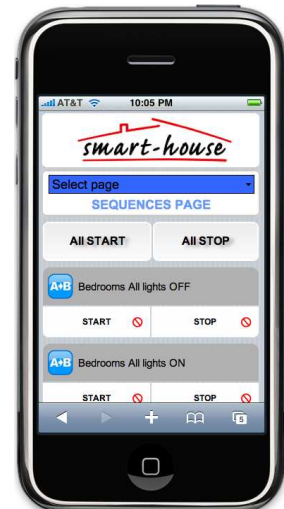 AT&T 10:05 PM
smart-house
Select page
SEQUENCES PAGE
All START All STOP
A+B Bedrooms All lights OFF
START STOP
A+B Bedrooms All lights ON
START STOP
5